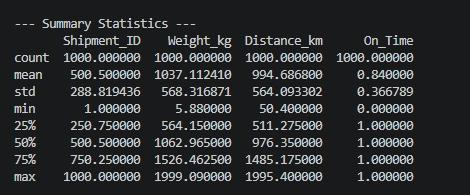 --- Summary Statistics ---
       Shipment_ID    Weight_kg  Distance_km      On_Time
count  1000.000000  1000.000000  1000.000000  1000.000000
mean    500.500000  1037.112410   994.686800     0.840000
std     288.819436   568.316871   564.093302     0.366789
min       1.000000     5.880000    50.400000     0.000000
25%     250.750000   564.150000   511.275000     1.000000
50%     500.500000  1062.965000   976.350000     1.000000
75%     750.250000  1526.462500  1485.175000     1.000000
max    1000.000000  1999.090000  1995.400000     1.000000